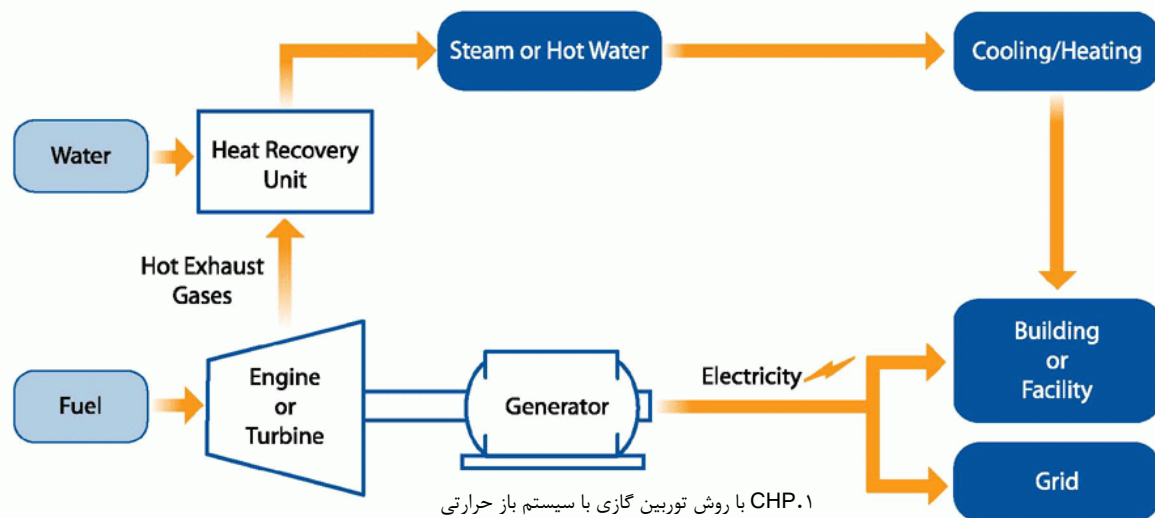 Steam or Hot Water
Cooling/Heating
Water
Heat Recovery
Unit
Hot Exhaust
Gases
Fuel
Engine
or
Turbine
Generator
Electricity
Building
or
Facility
Grid
۱.CHP با روش توربین گازی با سیستم باز حرارتی